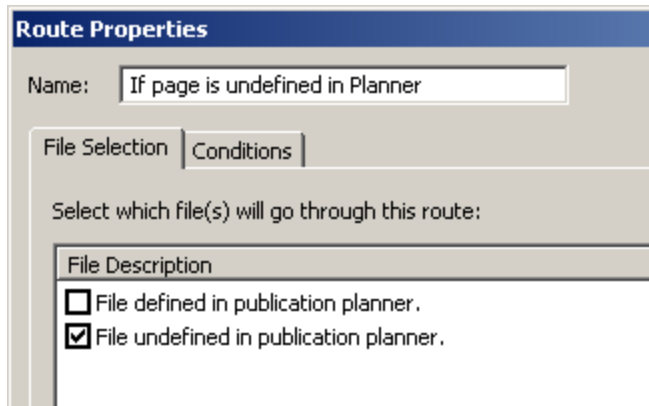 Route Properties
Name: If page is undefined in Planner
File Selection Conditions
Select which file(s) will go through this route:
File Description
File defined in publication planner.
File undefined in publication planner.